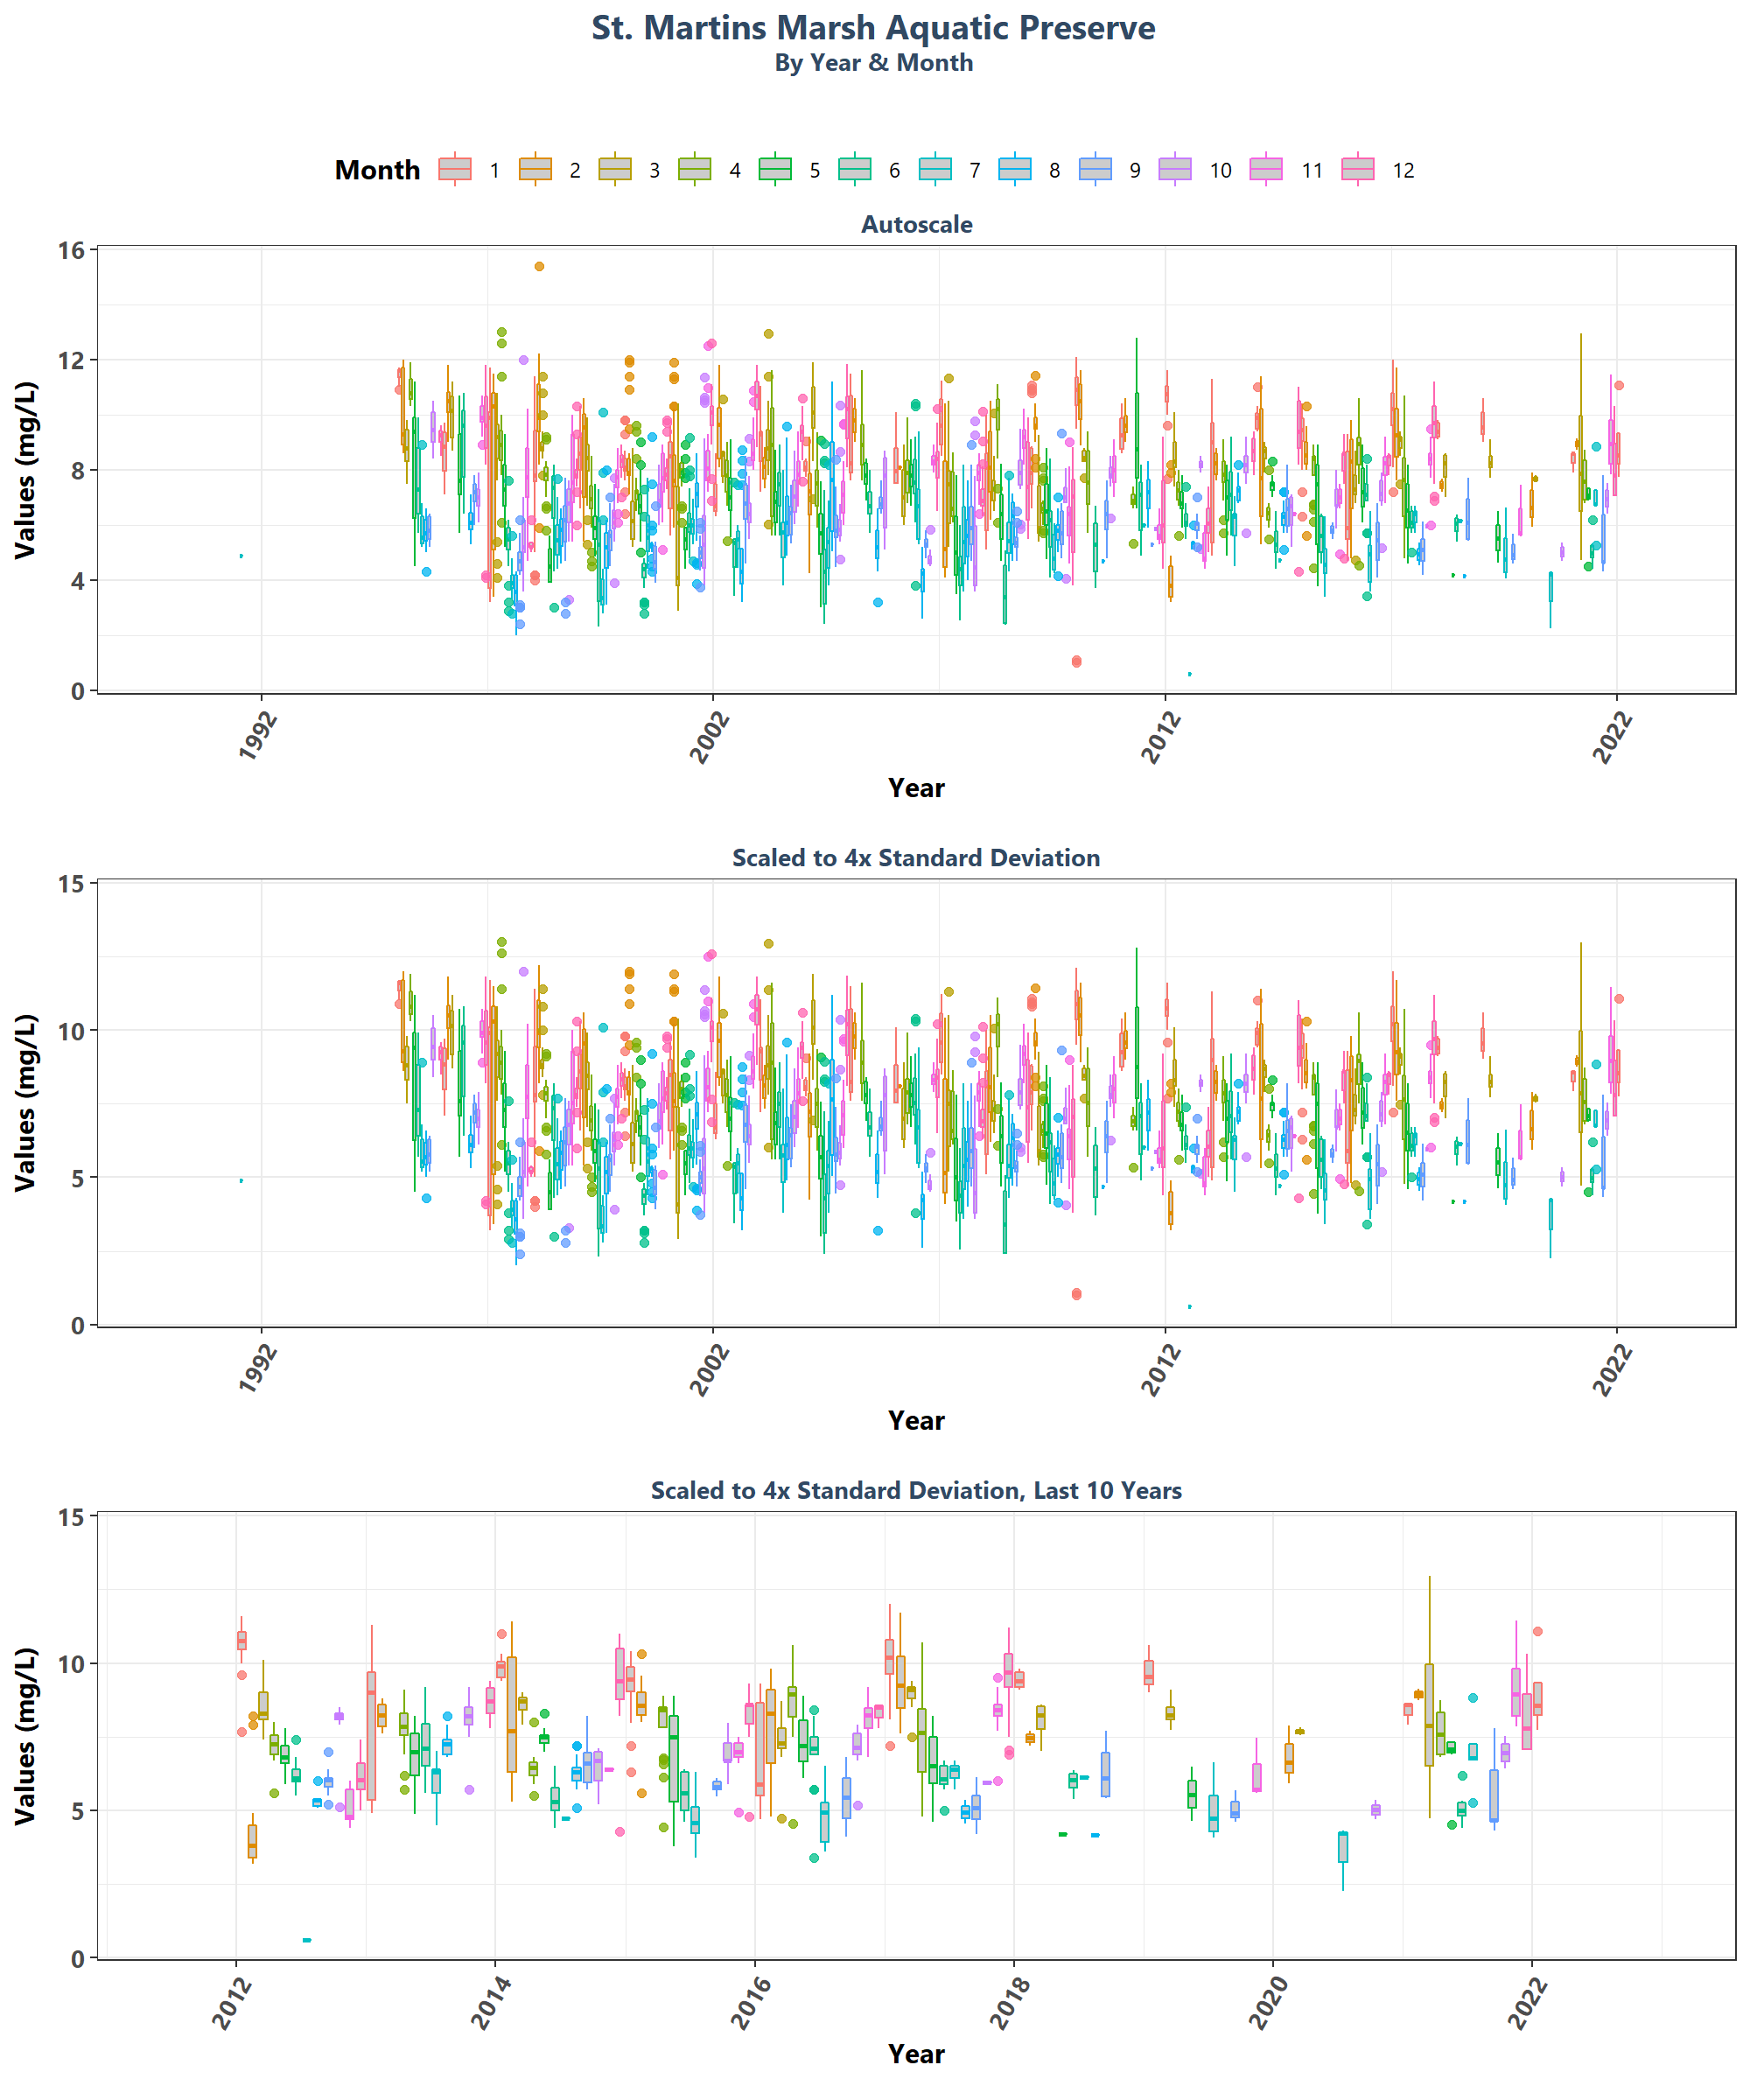 St. Martins Marsh Aquatic Preserve
By Year & Month
Month 1 2 3 4 5 6 7 8 9 10 11 12
Autoscale
Values (mg/L)
16
12
8
4
0
1992 2002 2012 2022
Year
Scaled to 4x Standard Deviation
Values (mg/L)
15
10
5
0
1992 2002 2012 2022
Year
Scaled to 4x Standard Deviation, Last 10 Years
Values (mg/L)
15
10
5
0
2012 2014 2016 2018 2020 2022
Year